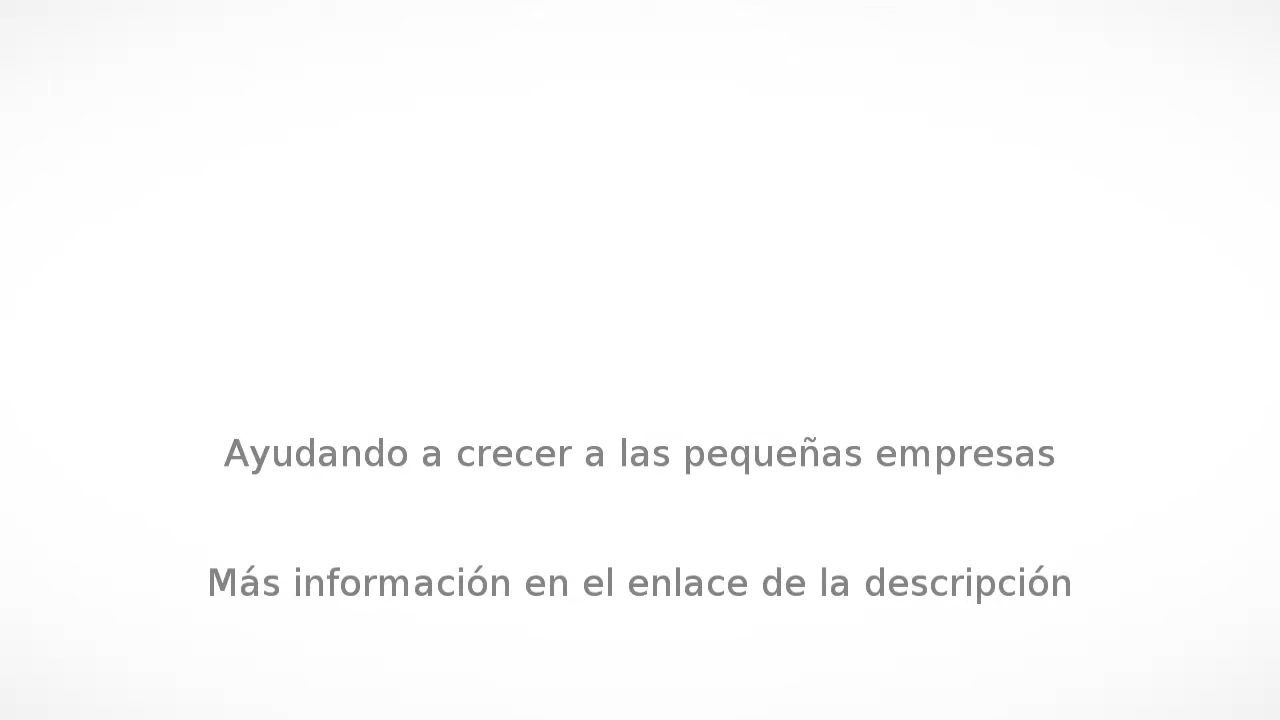 Ayudando a crecer a las pequeñas empresas
Más información en el enlace de la descripción